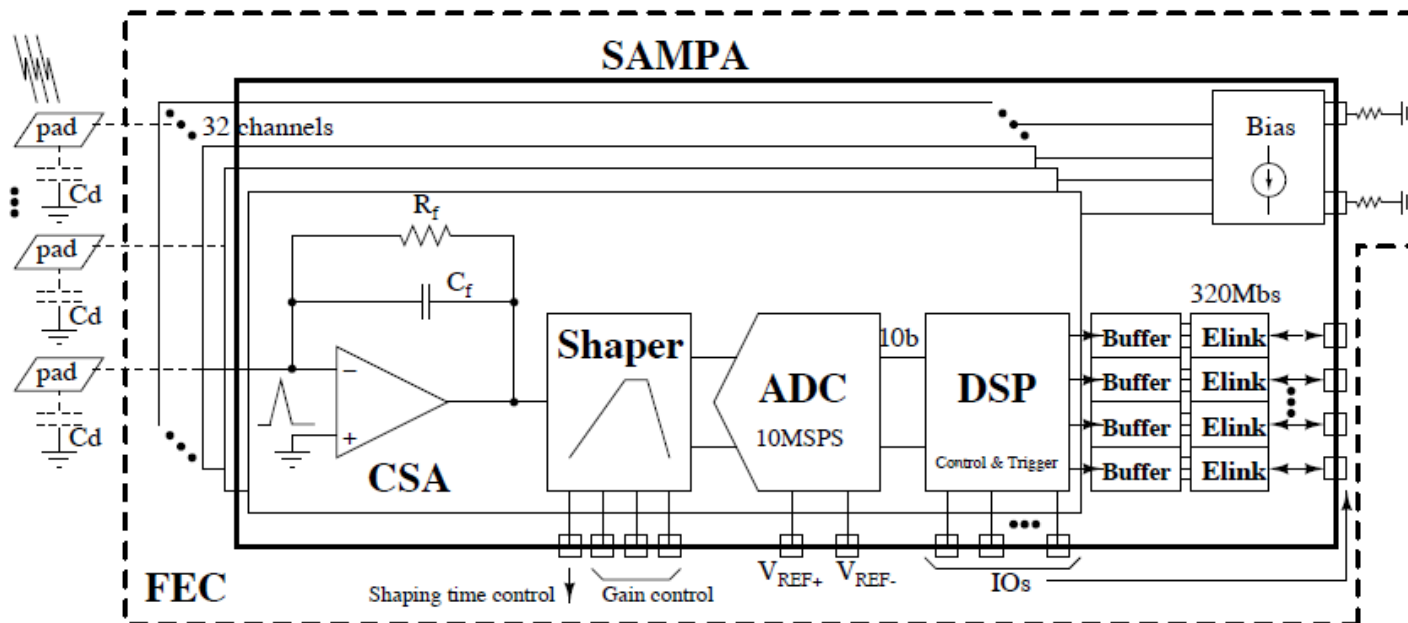 SAMPA
pad
32 channels
Bias
Cd
Rf
pad
Cf
320Mbs
Cd
Shaper
10b
Buffer
Elink
pad
−
ADC
DSP
Buffer
Elink
10MSPS
Cd
+
Buffer
Elink
CSA
Control & Trigger
Buffer
Elink
FEC
Shaping time control
Gain control
VREF+
VREF-
IOs